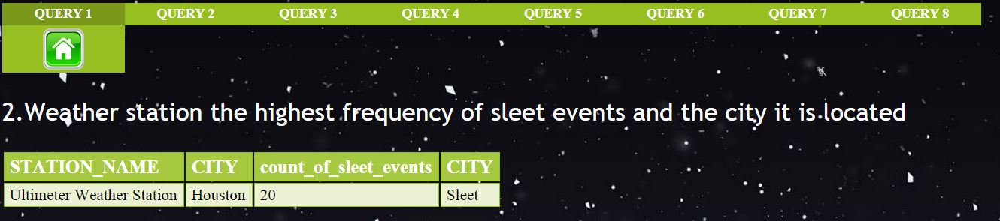 QUERY 1 QUERY 2 QUERY 3 QUERY 4 QUERY 5 QUERY 6 QUERY 7 QUERY 8
2.Weather station the highest frequency of sleet events and the city it is located
STATION_NAME CITY count_of_sleet_events CITY
Ultimeter Weather Station Houston 20 Sleet